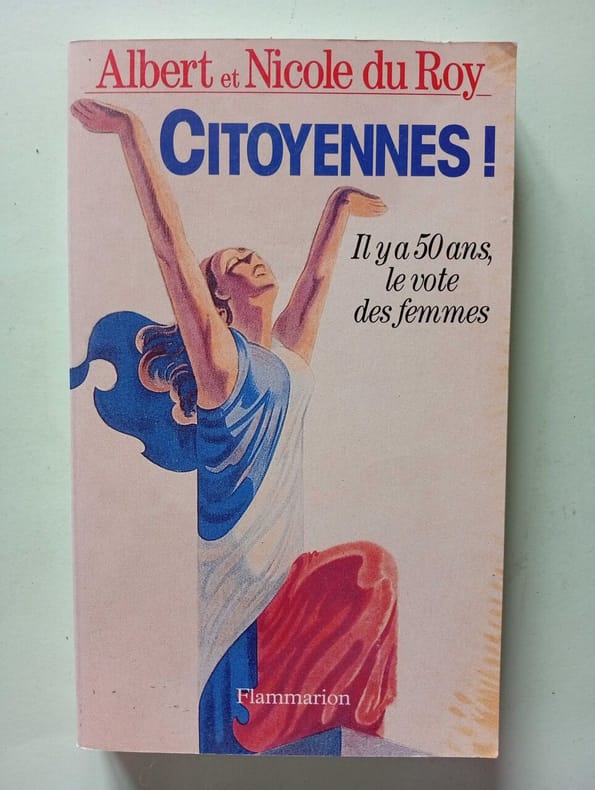 Albert et Nicole du Roy
CITOYENNES !
Il y a 50 ans,
le vote
des femmes
Flammarion